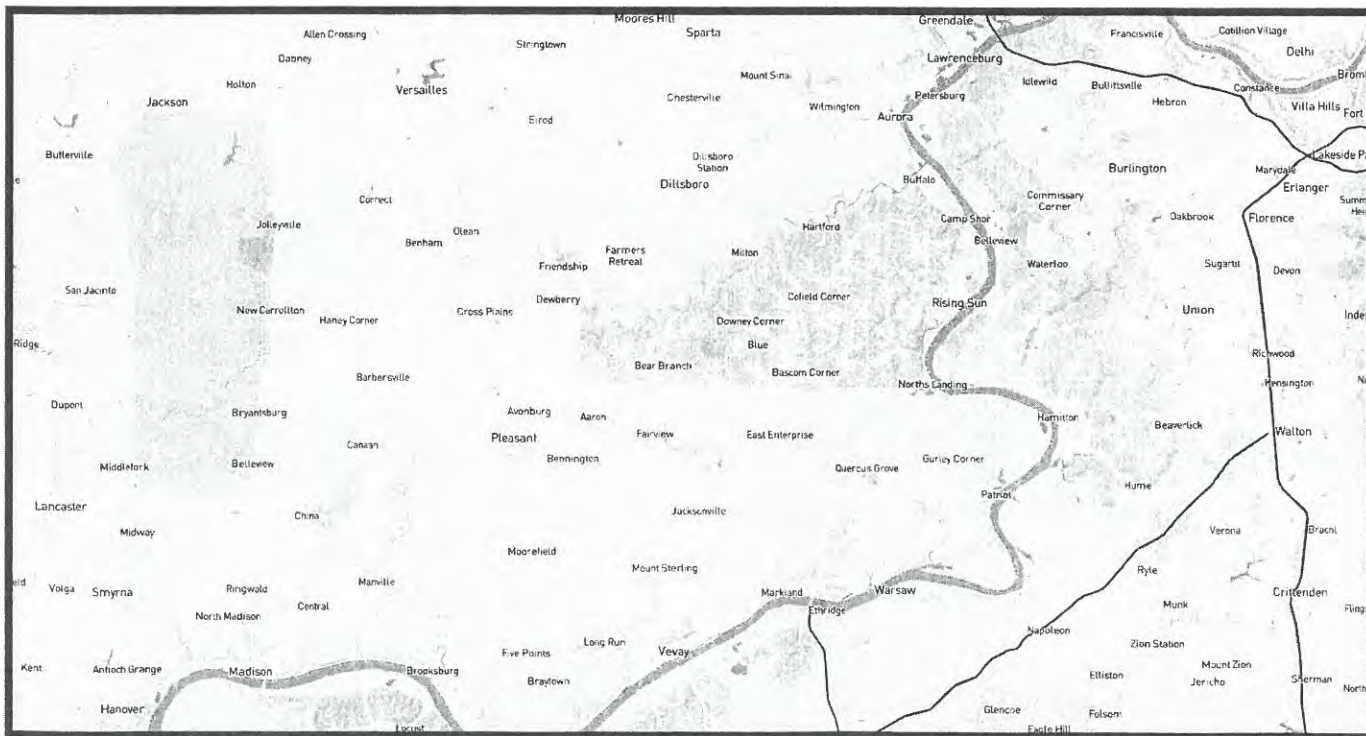 Moores Hill
Greendale
Allen Crossing
Stringtown
Sparta
Francisville
Cotillion Village
Delhi
Dabney
Lawrenceburg
Holton
Versailles
Mount Sinai
Idlewild
Bullittsville
Constance
Jackson
Chesterville
Wilmington
Petersburg
Hebron
Villa Hills
Fort
Elrod
Aurora
Butlerville
Dillsboro
Station
Lakeside Pa
Dillsboro
Buffalo
Burlington
Marydale
Erlanger
Correct
Commissary
Corner
Jolleyville
Olean
Hartford
Camp Shor
Oakbrook
Florence
Benham
Farmers
Retreat
Milton
Belleview
Friendship
Waterloo
Sugartit
Devon
San Jacinto
Dewberry
Cofield Corner
Rising Sun
New Carrollton
Haney Corner
Cross Plains
Downey Corner
Union
Ridge
Blue
Richwood
Bear Branch
Bascom Corner
Barbersville
Norths Landing
Kensington
Dupont
Bryantsburg
Avonburg
Aaron
Hamilton
Beaverlick
Walton
Canaan
Pleasant
Fairview
East Enterprise
Middlefork
Belleview
Bennington
Quercus Grove
Gurley Corner
Hume
Patriot
Lancaster
China
Jacksonville
Midway
Verona
Bracht
Moorefield
Mount Sterling
Ryle
Volga
Smyrna
Ringwald
Manville
Markland
Warsaw
Crittenden
Central
Ethridge
Munk
North Madison
Napoleon
Zion Station
Long Run
Kent
Antioch Grange
Madison
Brooksburg
Five Points
Vevay
Mount Zion
Braytown
Elliston
Jericho
Sherman
Hanover
Glencoe
Folsom
Locust
Eagle Hill